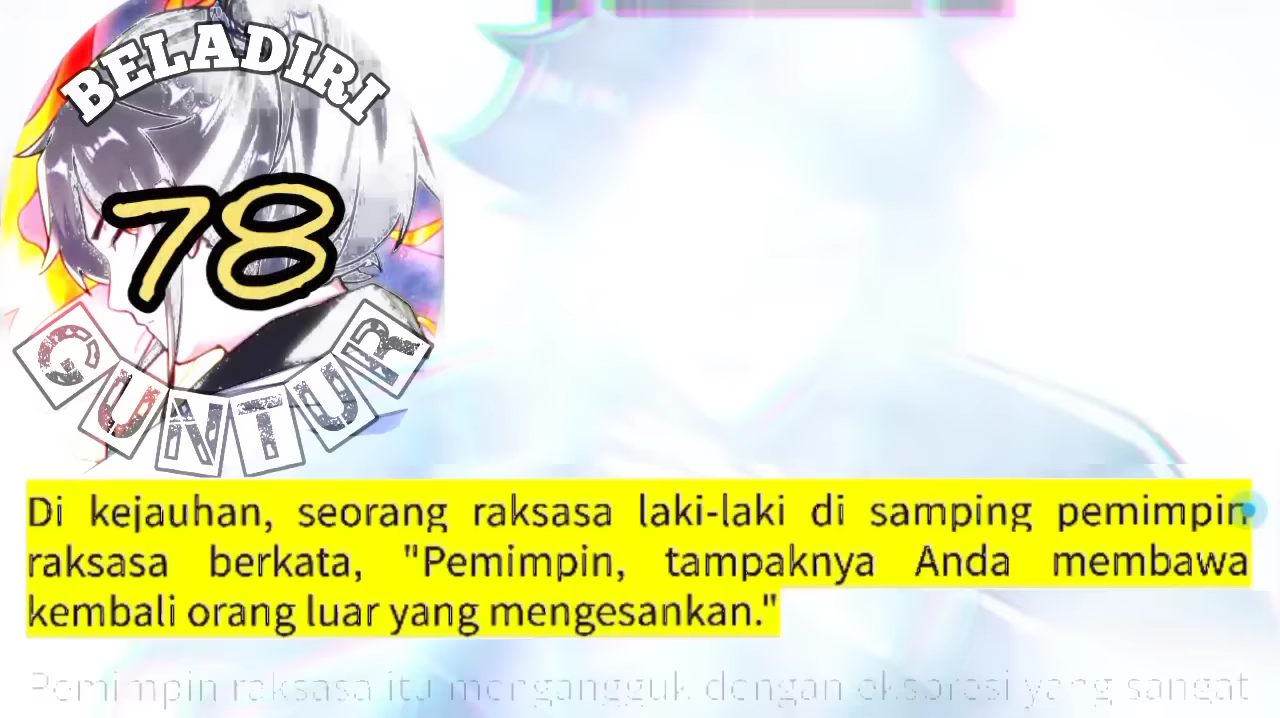 BELADIRI
78
GUNTUR
Di kejauhan, seorang raksasa laki-laki di samping pemimpin
raksasa berkata, "Pemimpin, tampaknya Anda membawa
kembali orang luar yang mengesankan."
Pemimpin raksasa itu mengangguk dengan ekspresi yang sangat